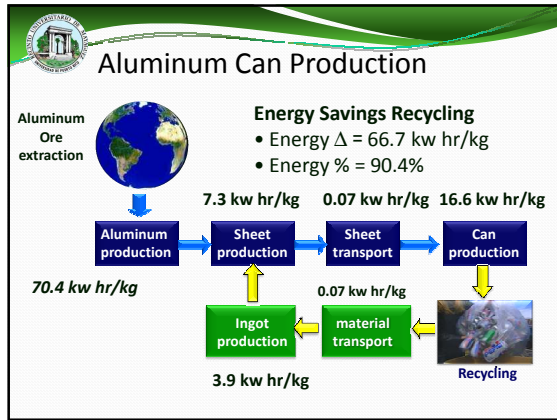 Aluminum Can Production
Aluminum
Ore
extraction
Energy Savings Recycling
• Energy Δ = 66.7 kw hr/kg
• Energy % = 90.4%
7.3 kw hr/kg
0.07 kw hr/kg
16.6 kw hr/kg
Aluminum
production
Sheet
production
Sheet
transport
Can
production
70.4 kw hr/kg
0.07 kw hr/kg
Ingot
production
material
transport
Recycling
3.9 kw hr/kg